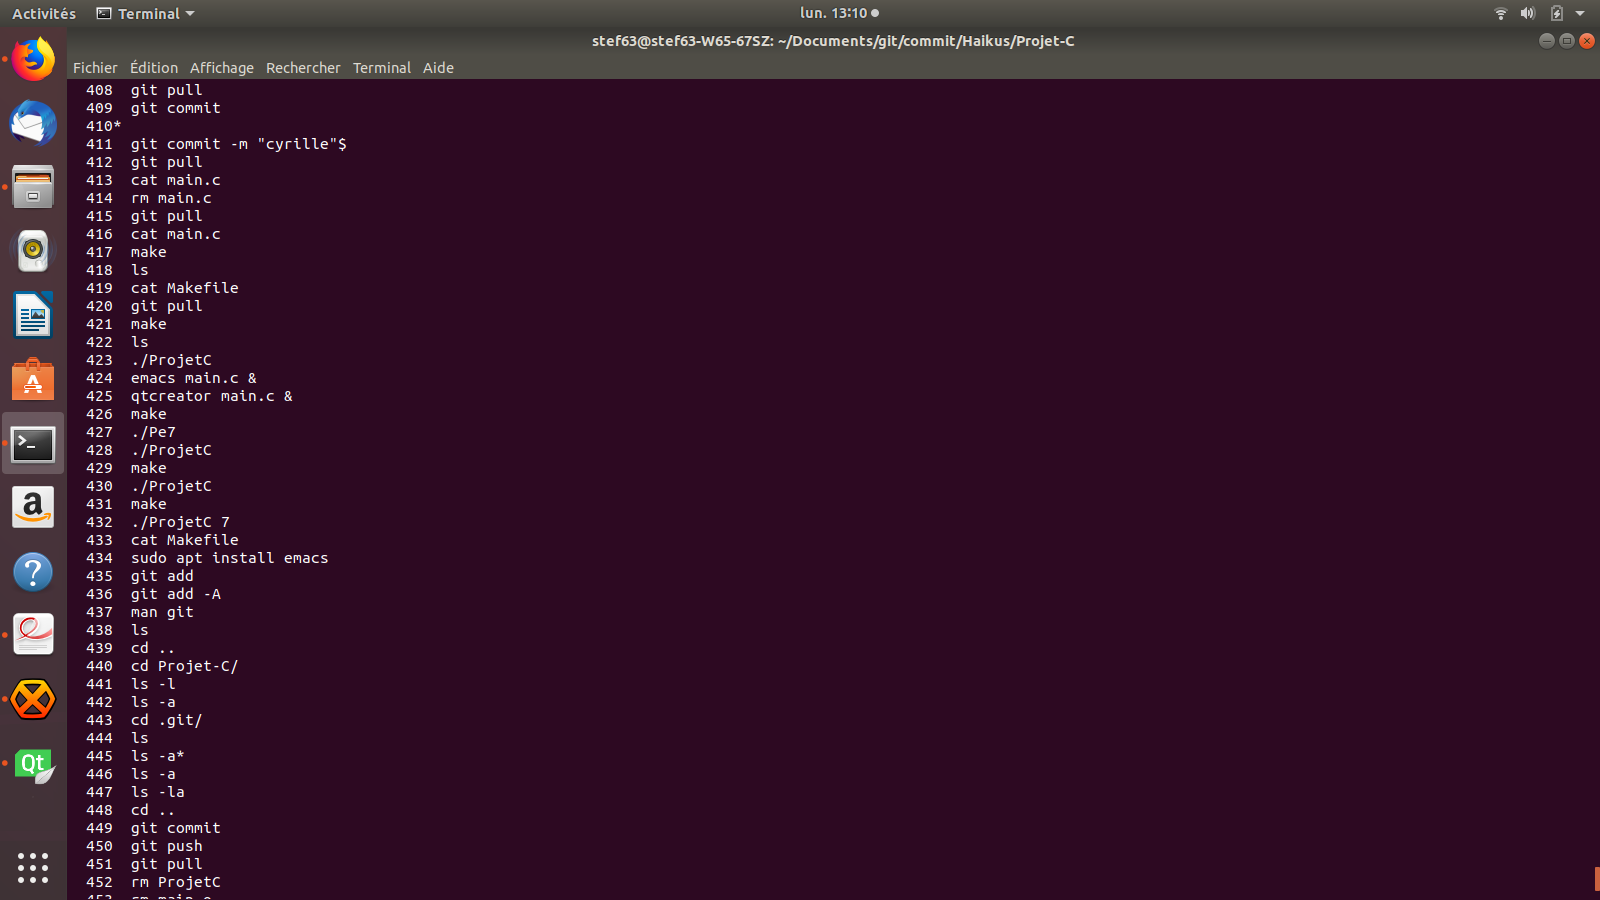 Activités Terminal lun. 13:10
stef63@stef63-W65-67SZ: ~/Documents/git/commit/Haikus/Projet-C
Fichier Édition Affichage Rechercher Terminal Aide
408 git pull
409 git commit
410*
411 git commit -m "cyrille"$
412 git pull
413 cat main.c
414 rm main.c
415 git pull
416 cat main.c
417 make
418 ls
419 cat Makefile
420 git pull
421 make
422 ls
423 ./ProjetC
424 emacs main.c &
425 qtcreator main.c &
426 make
427 ./Pe7
428 ./ProjetC
429 make
430 ./ProjetC
431 make
432 ./ProjetC 7
433 cat Makefile
434 sudo apt install emacs
435 git add
436 git add -A
437 man git
438 ls
439 cd ..
440 cd Projet-C/
441 ls -l
442 ls -a
443 cd .git/
444 ls
445 ls -a*
446 ls -a
447 ls -la
448 cd ..
449 git commit
450 git push
451 git pull
452 rm ProjetC
Qt